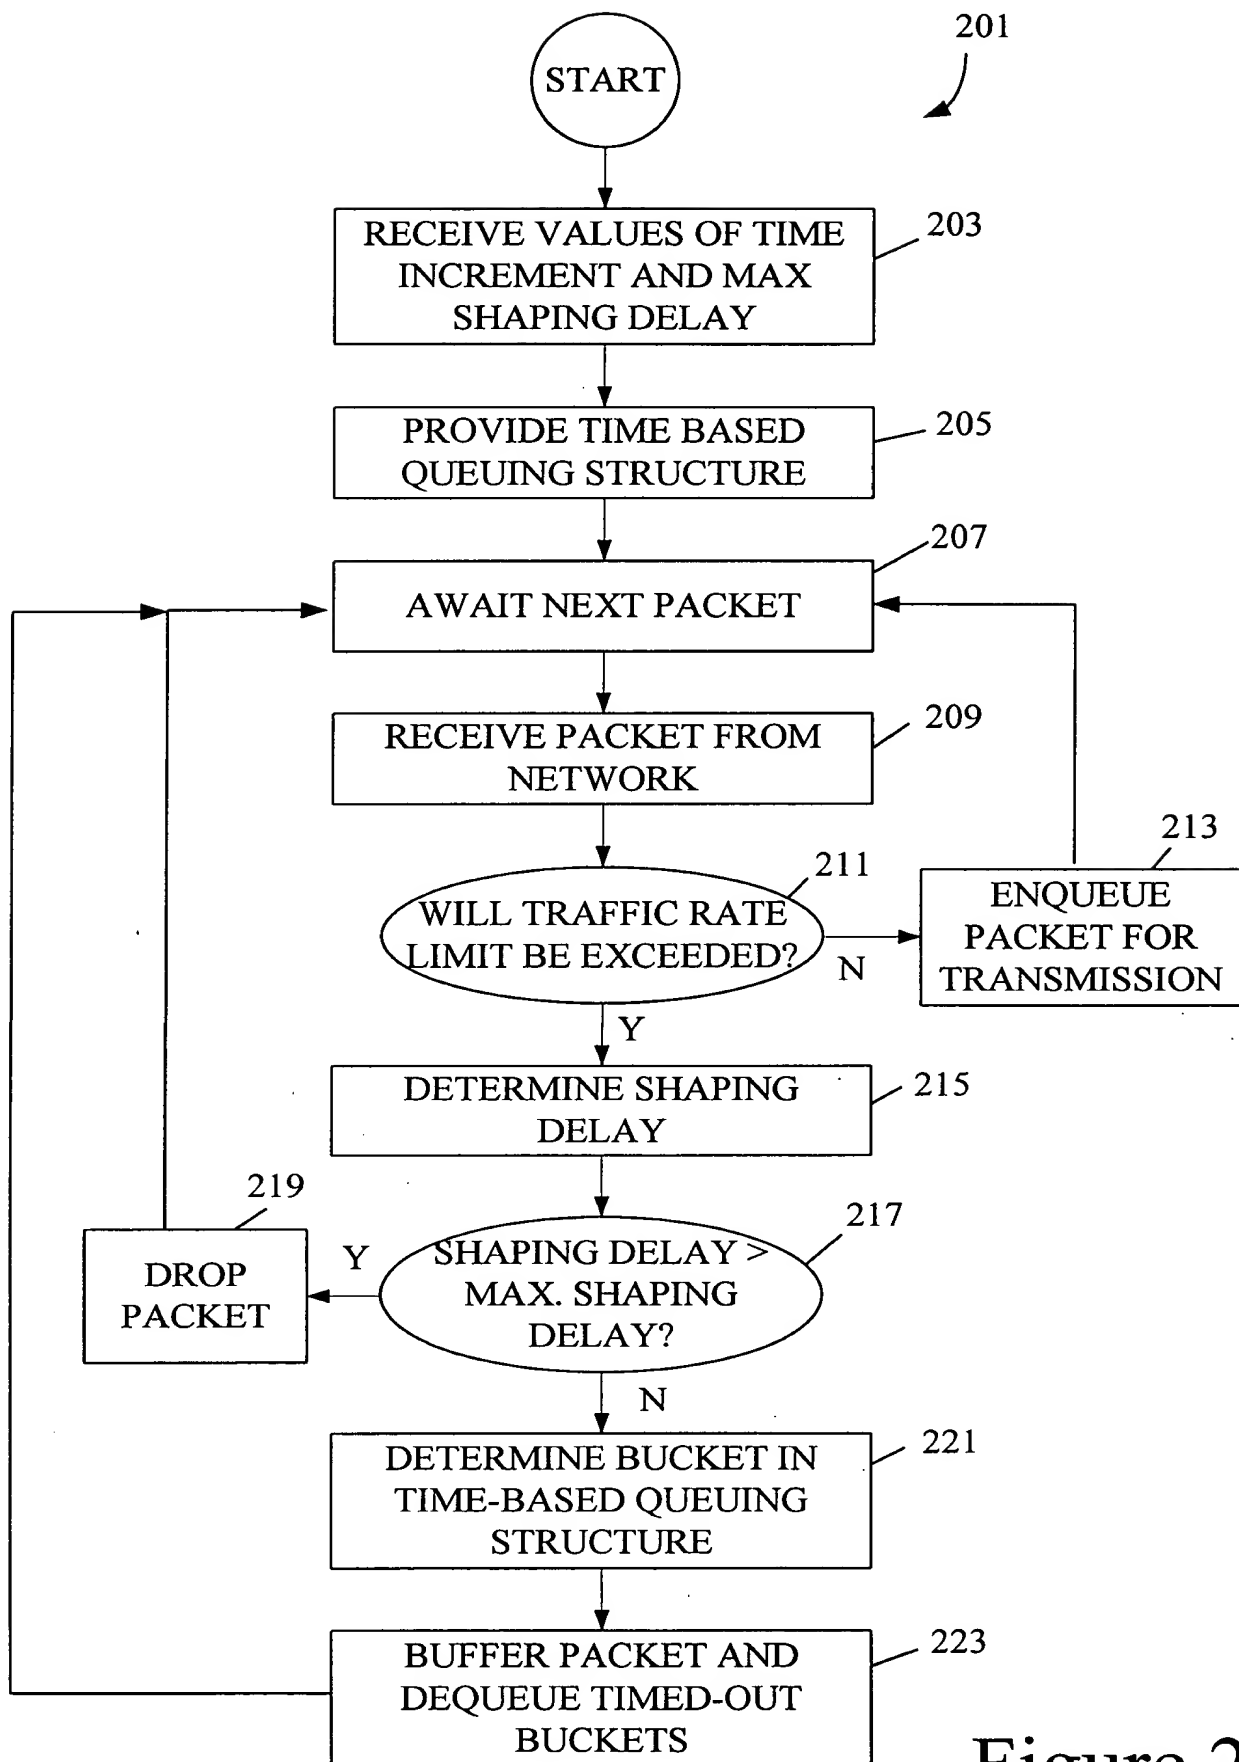 201
START
RECEIVE VALUES OF TIME
INCREMENT AND MAX
SHAPING DELAY
203
PROVIDE TIME BASED
QUEUING STRUCTURE
205
207
AWAIT NEXT PACKET
RECEIVE PACKET FROM
NETWORK
209
211
213
WILL TRAFFIC RATE
LIMIT BE EXCEEDED?
N
ENQUEUE
PACKET FOR
TRANSMISSION
Y
DETERMINE SHAPING
DELAY
215
219
217
DROP
PACKET
Y
SHAPING DELAY >
MAX. SHAPING
DELAY?
N
DETERMINE BUCKET IN
TIME-BASED QUEUING
STRUCTURE
221
BUFFER PACKET AND
DEQUEUE TIMED-OUT
BUCKETS
223
Figure 2